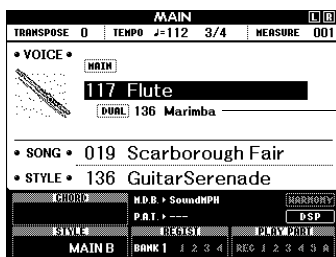 MAIN L R
TRANSPOSE 0 TEMPO ♩=112 3/4 MEASURE 001
• VOICE •
MAIN
117 Flute
DUAL 136 Marimba
• SONG • 019 Scarborough Fair
• STYLE • 136 GuitarSerenade
CHORD M.D.B. ▸ SoundMPH HARMONY
P.A.T. ▸ --- DSP
STYLE REGIST PLAY PART
MAIN B BANK 1 1 2 3 4 REC 1 2 3 4 5 A